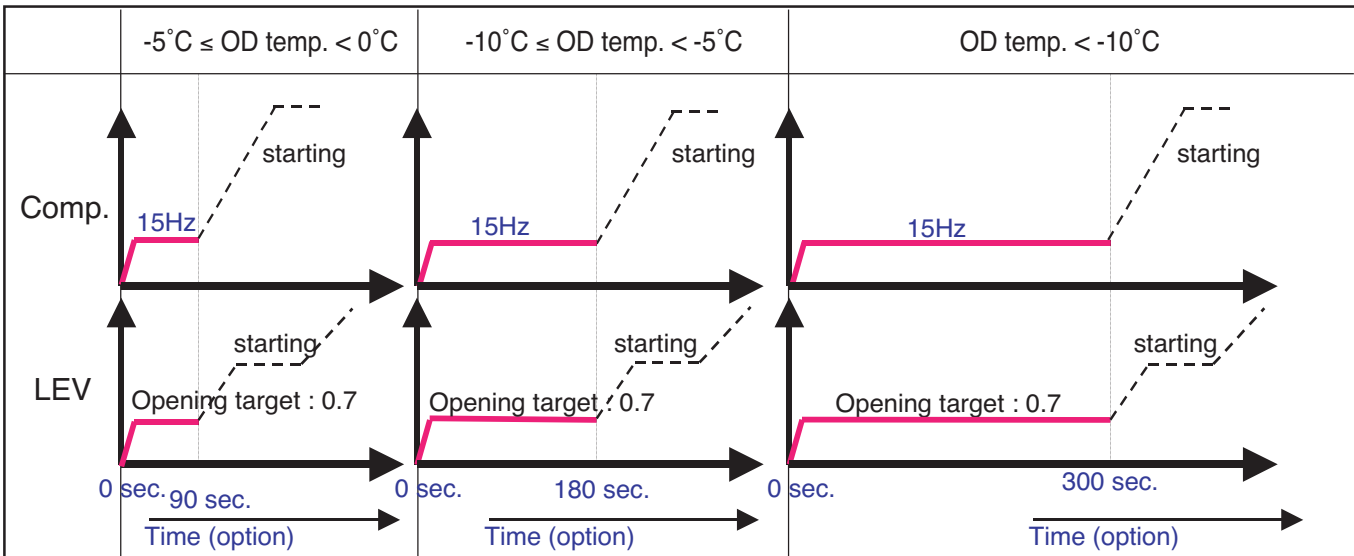 -5˚C ≤ OD temp. < 0˚C
-10˚C ≤ OD temp. < -5˚C
OD temp. < -10˚C
Comp.
15Hz
starting
15Hz
starting
15Hz
starting
LEV
Opening target : 0.7
starting
Opening target : 0.7
starting
Opening target : 0.7
starting
0 sec.
90 sec.
0 sec.
180 sec.
0 sec.
300 sec.
Time (option)
Time (option)
Time (option)